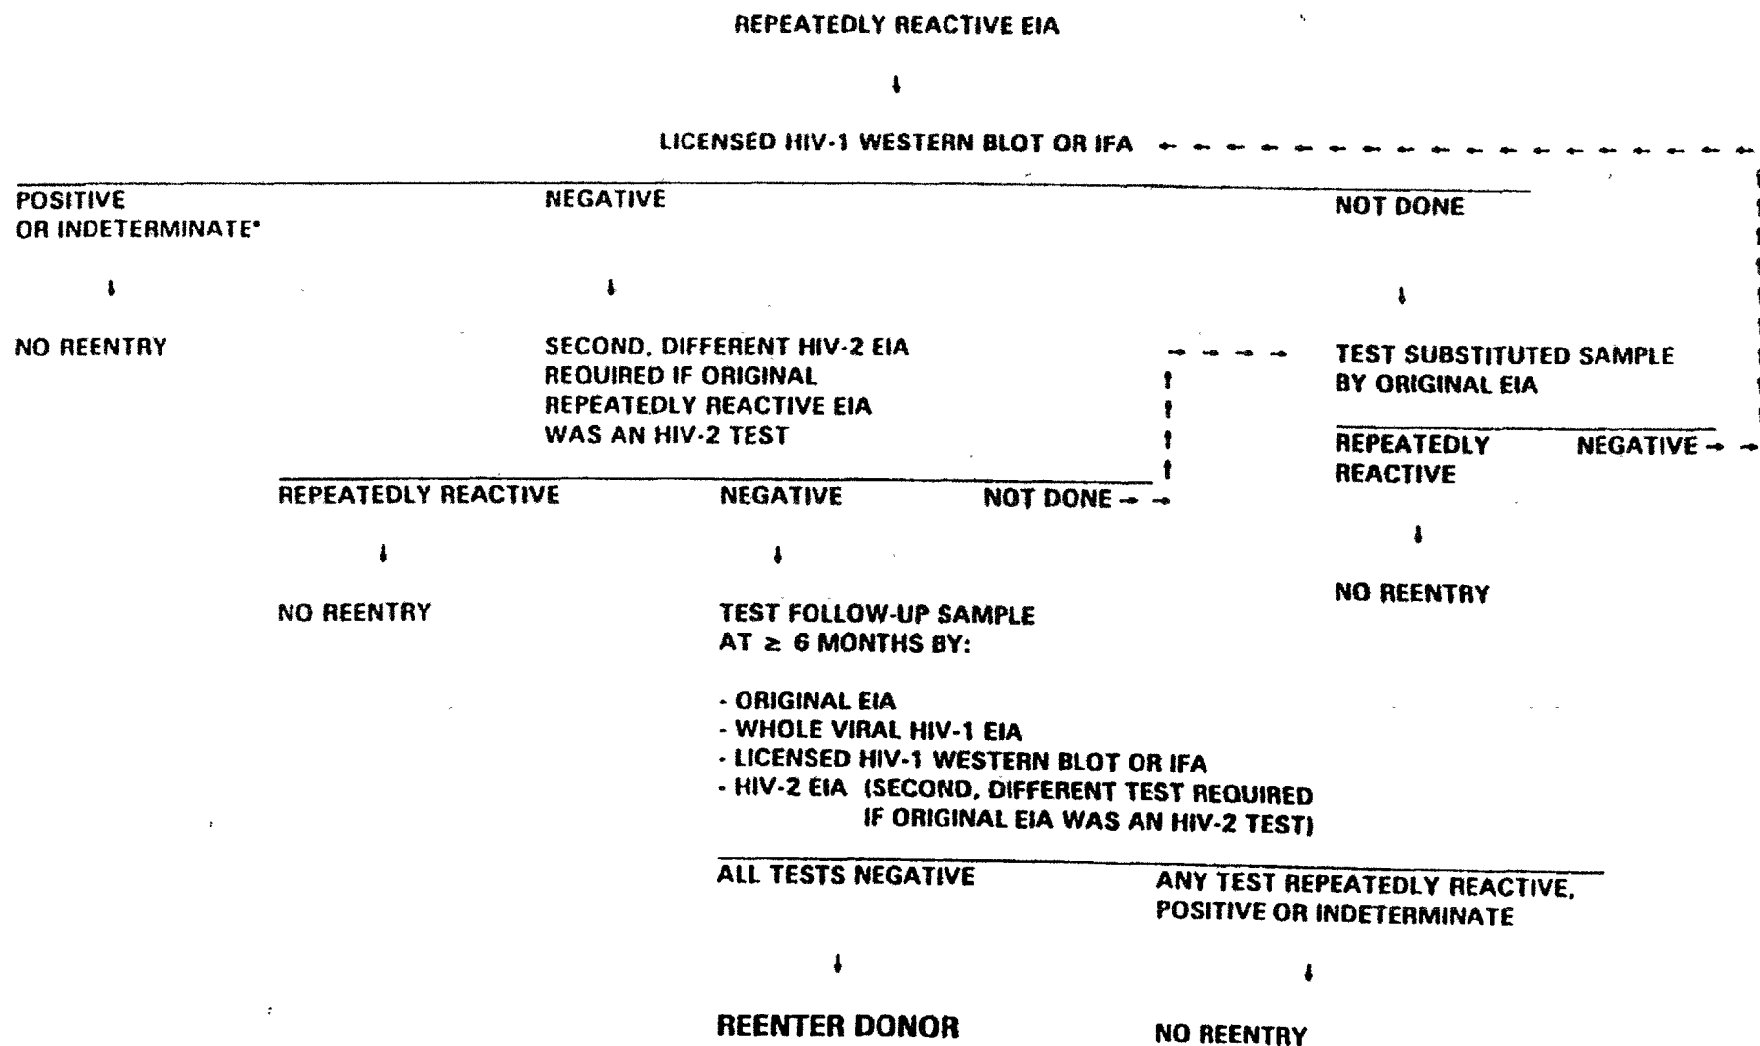 REPEATEDLY REACTIVE EIA
LICENSED HIV-1 WESTERN BLOT OR IFA
POSITIVE
OR INDETERMINATE*
NEGATIVE
NOT DONE
NO REENTRY
SECOND, DIFFERENT HIV-2 EIA
REQUIRED IF ORIGINAL
REPEATEDLY REACTIVE EIA
WAS AN HIV-2 TEST
TEST SUBSTITUTED SAMPLE
BY ORIGINAL EIA
REPEATEDLY
REACTIVE
NEGATIVE
REPEATEDLY REACTIVE
NEGATIVE
NOT DONE
NO REENTRY
NO REENTRY
TEST FOLLOW-UP SAMPLE
AT ≥ 6 MONTHS BY:
- ORIGINAL EIA
- WHOLE VIRAL HIV-1 EIA
- LICENSED HIV-1 WESTERN BLOT OR IFA
- HIV-2 EIA (SECOND, DIFFERENT TEST REQUIRED
IF ORIGINAL EIA WAS AN HIV-2 TEST)
ALL TESTS NEGATIVE
ANY TEST REPEATEDLY REACTIVE,
POSITIVE OR INDETERMINATE
REENTER DONOR
NO REENTRY